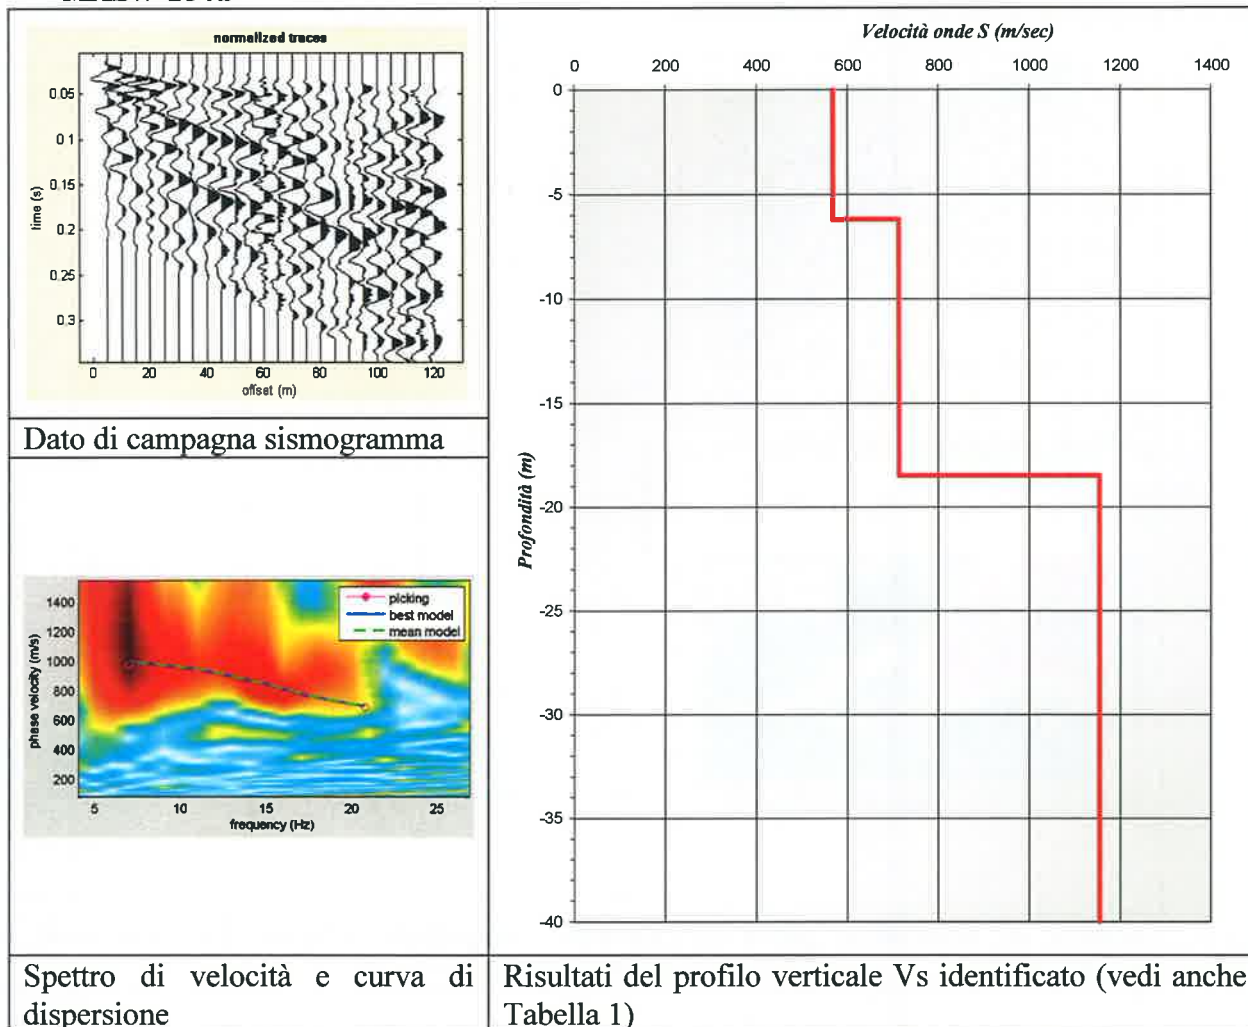 normalized traces
0.05
0.1
0.15
0.2
0.25
0.3
time (s)
0 20 40 60 80 100 120
offset (m)
Dato di campagna sismogramma
1400
1200
1000
800
600
400
200
phase velocity (m/s)
picking
best model
mean model
5 10 15 20 25
frequency (Hz)
Spettro di velocità e curva di
dispersione
Velocità onde S (m/sec)
0 200 400 600 800 1000 1200 1400
0
-5
-10
-15
-20
-25
-30
-35
-40
Profondità (m)
Risultati del profilo verticale Vs identificato (vedi anche
Tabella 1)